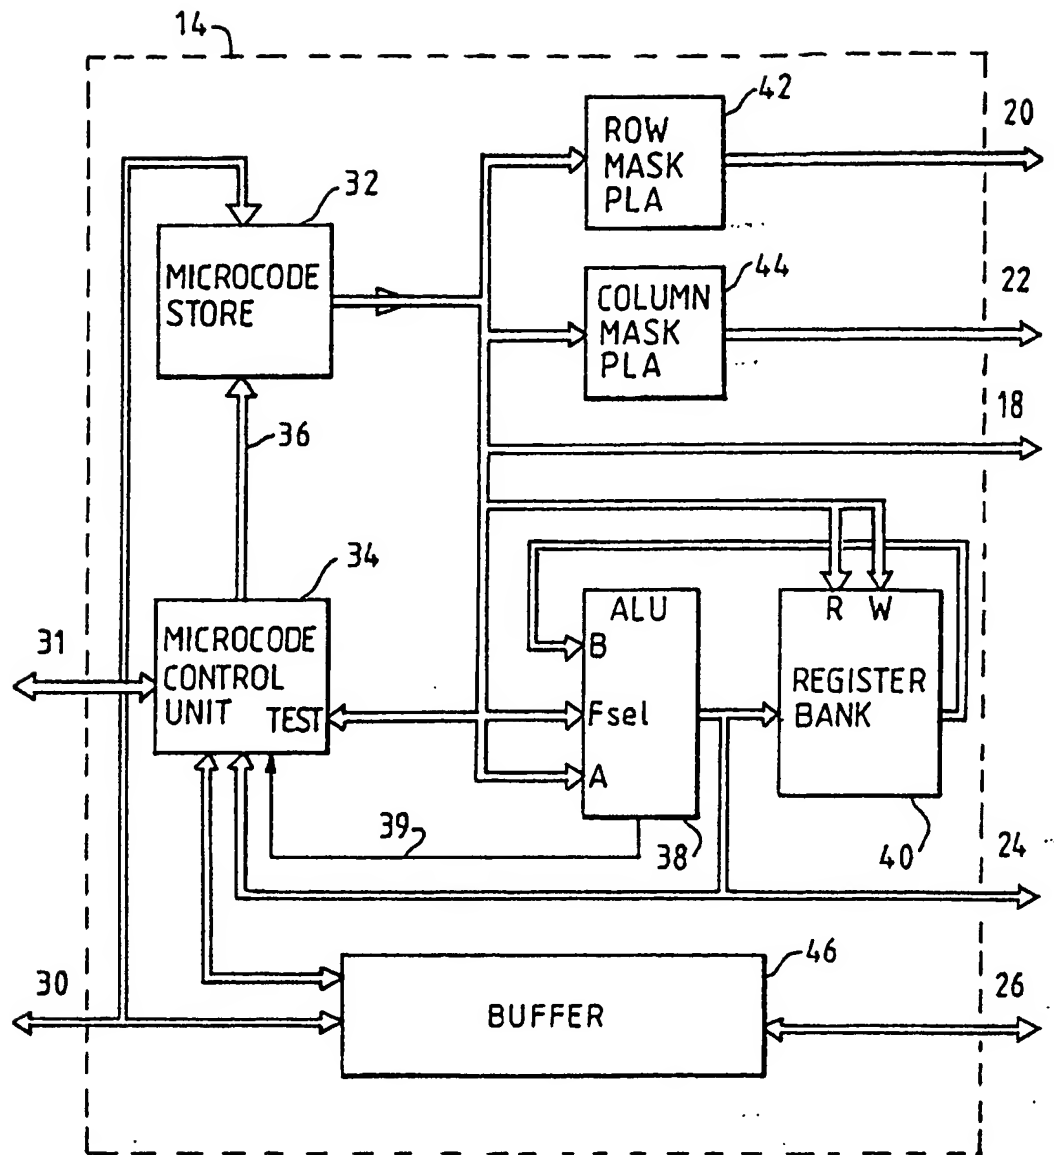 14
42
20
ROW
MASK
PLA
32
MICROCODE
STORE
44
22
COLUMN
MASK
PLA
18
36
34
31
MICROCODE
CONTROL
UNIT
TEST
ALU
B
Fsel
A
R W
REGISTER
BANK
39
38
40
24
30
46
BUFFER
26